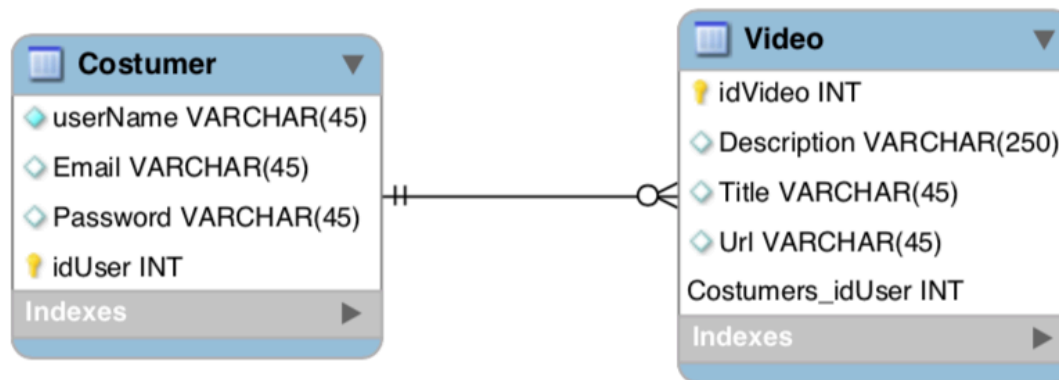 Costumer
userName VARCHAR(45)
Email VARCHAR(45)
Password VARCHAR(45)
idUser INT
Indexes
Video
idVideo INT
Description VARCHAR(250)
Title VARCHAR(45)
Url VARCHAR(45)
Costumers_idUser INT
Indexes